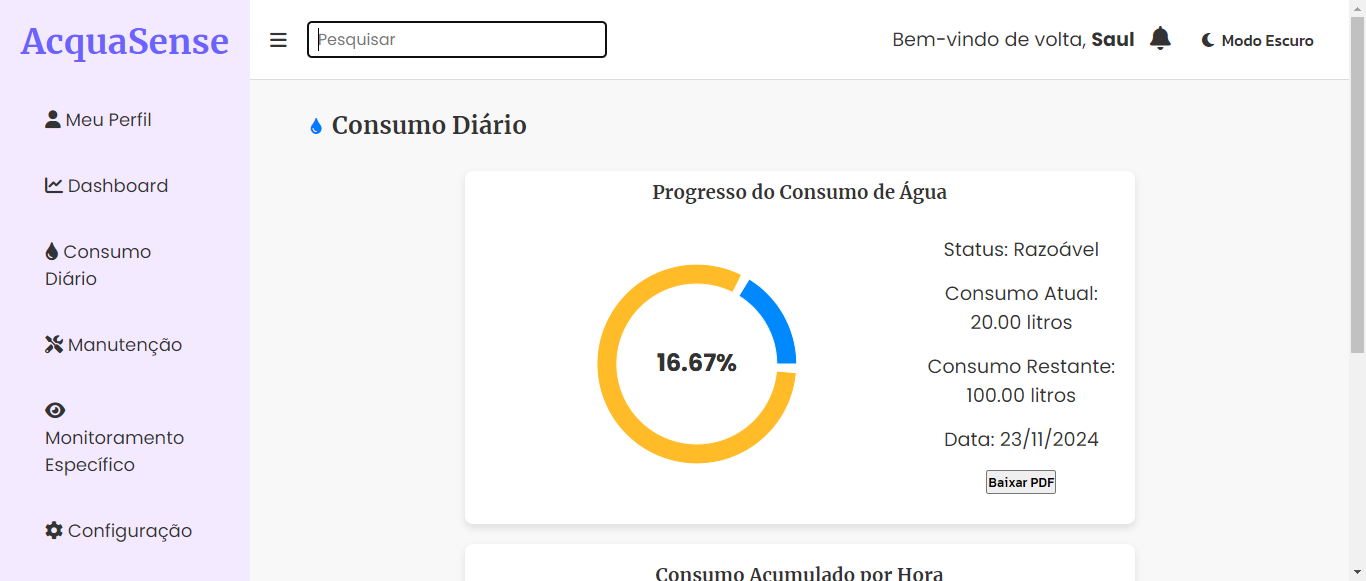 AcquaSense
Meu Perfil
Dashboard
Consumo
Diário
Manutenção
Monitoramento
Específico
Configuração
Pesquisar
Bem-vindo de volta, Saul
Modo Escuro
Consumo Diário
Progresso do Consumo de Água
16.67%
Status: Razoável
Consumo Atual:
20.00 litros
Consumo Restante:
100.00 litros
Data: 23/11/2024
Baixar PDF
Consumo Acumulado por Hora